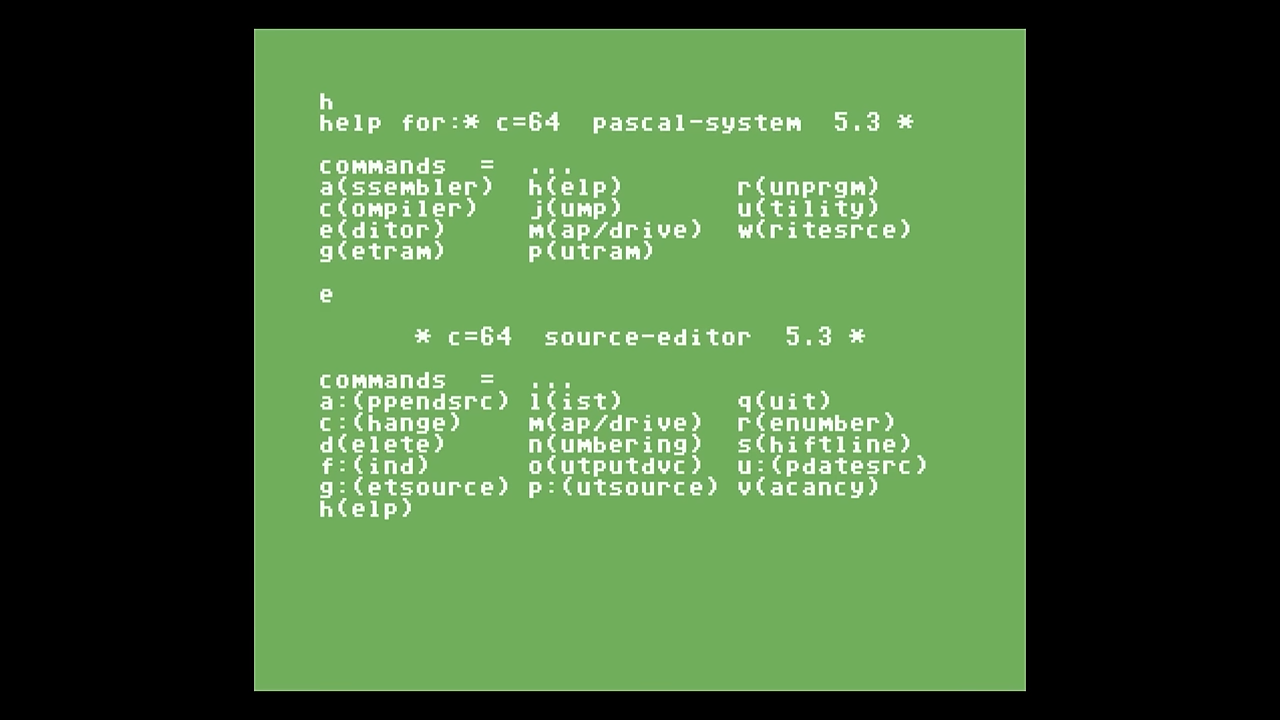 h
help for:* c=64  pascal-system  5.3 *
commands  =  ...
a(ssembler)  h(elp)       r(unprgm)
c(ompiler)   j(ump)       u(tility)
e(ditor)     m(ap/drive)  w(ritesrce)
g(etram)     p(utram)
e
* c=64  source-editor  5.3 *
commands  =  ...
a:(ppendsrc) l(ist)       q(uit)
c:(hange)    m(ap/drive)  r(enumber)
d(elete)     n(umbering)  s(hiftline)
f:(ind)      o(utputdvc)  u:(pdatesrc)
g:(etsource) p:(utsource) v(acancy)
h(elp)